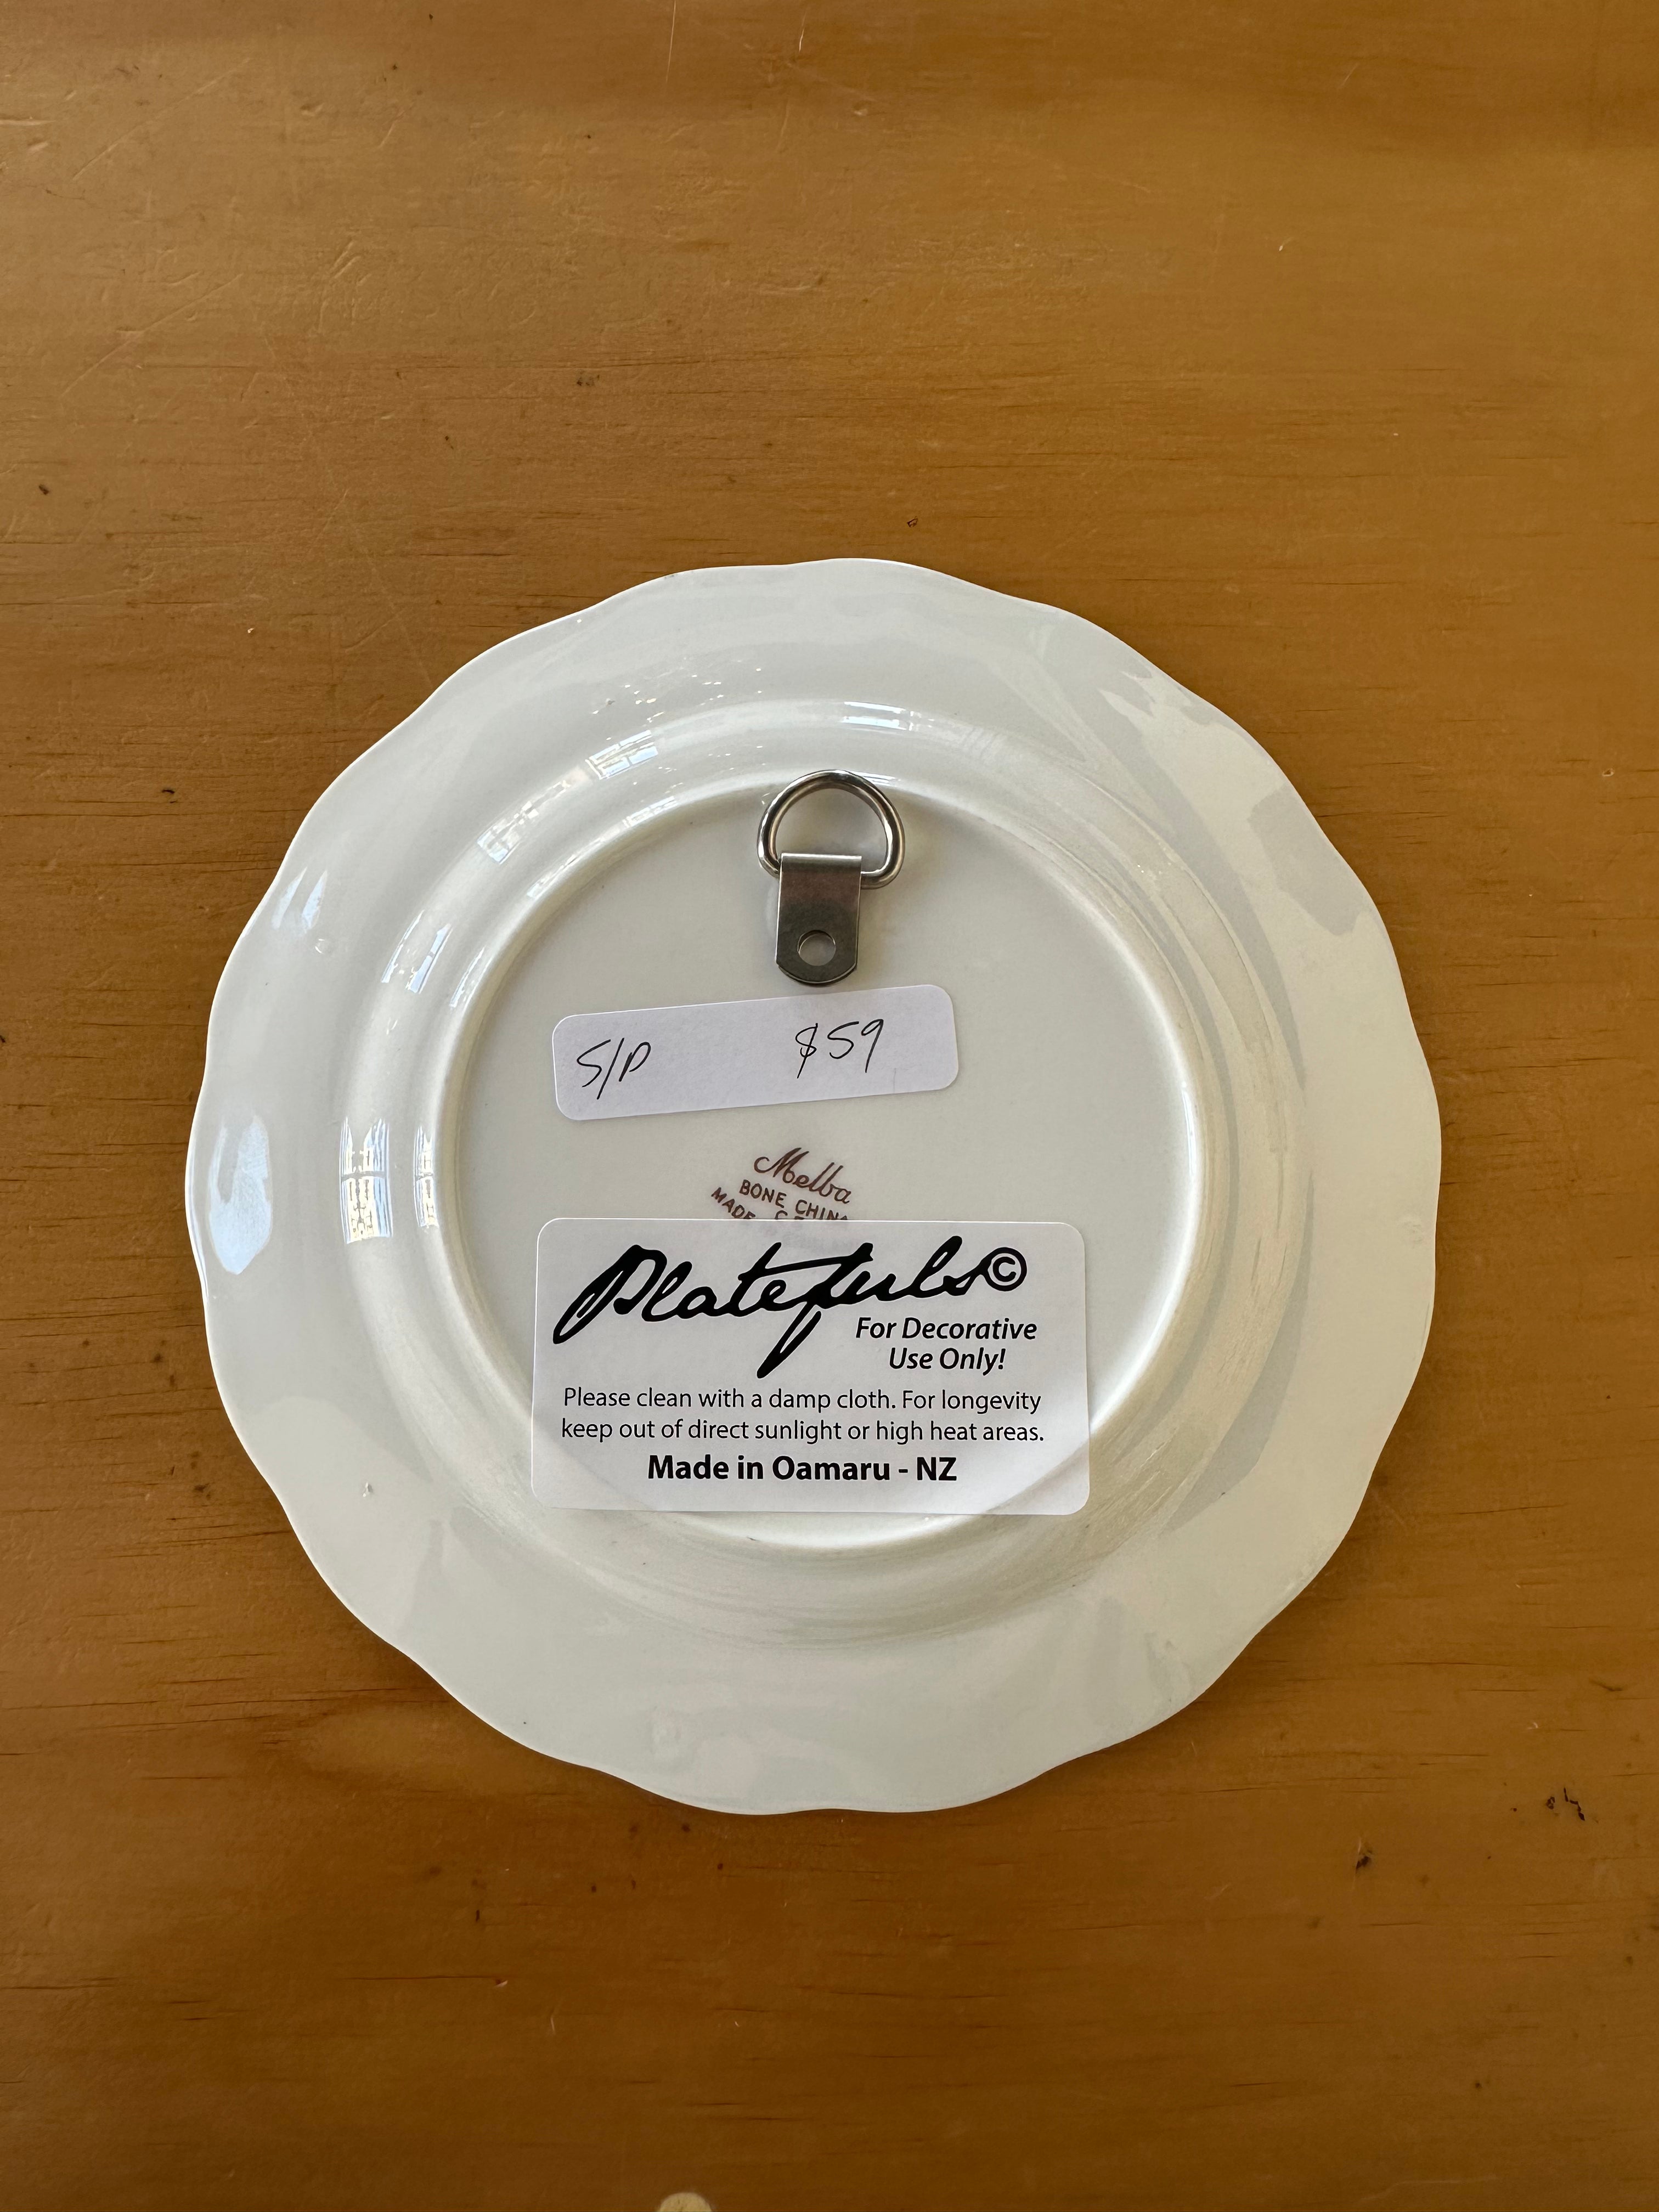 S/P $59
Melba
BONE CHINA
MADE
Platefuls©
For Decorative
Use Only!
Please clean with a damp cloth. For longevity
keep out of direct sunlight or high heat areas.
Made in Oamaru - NZ